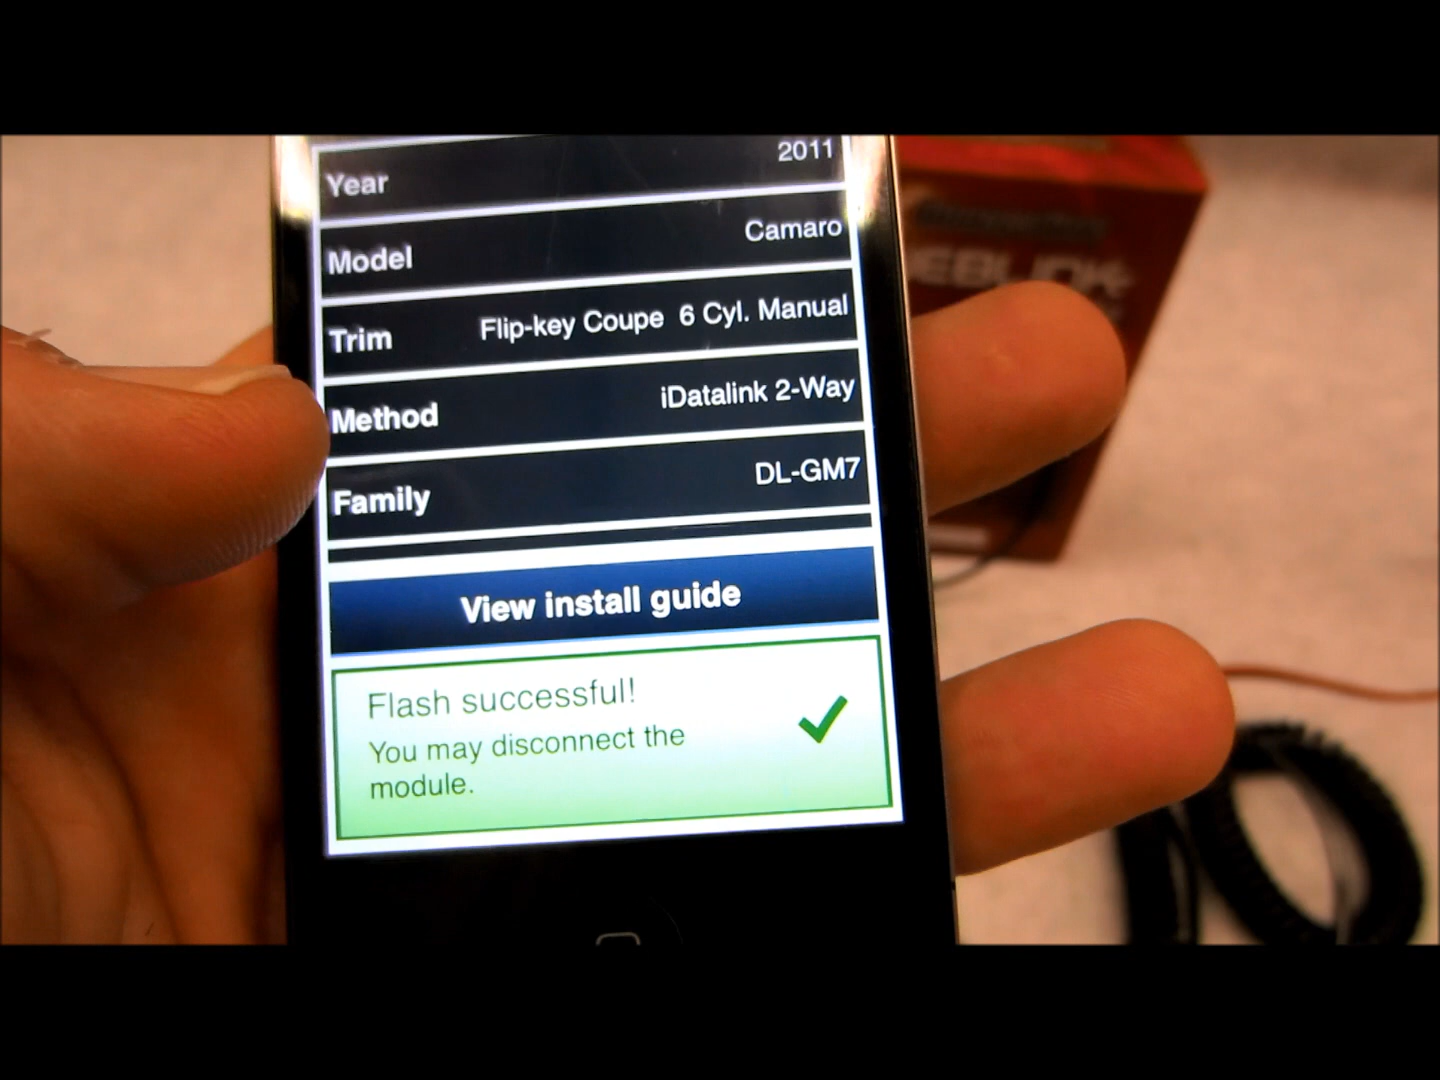 Year 2011
Model Camaro
Trim Flip-key Coupe 6 Cyl. Manual
Method iDatalink 2-Way
Family DL-GM7
View install guide
Flash successful!
You may disconnect the
module.